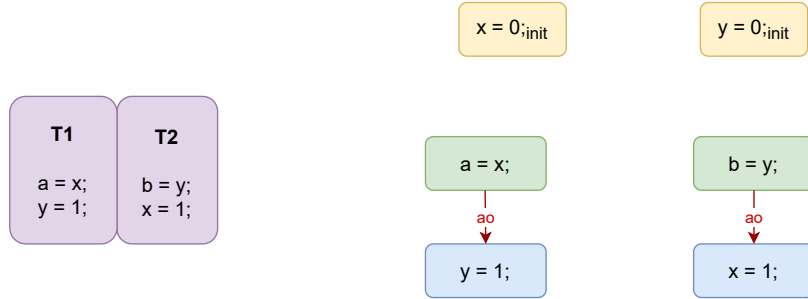 x = 0;init
y = 0;init
T1
T2
a = x;
y = 1;
b = y;
x = 1;
a = x;
b = y;
ao
ao
y = 1;
x = 1;